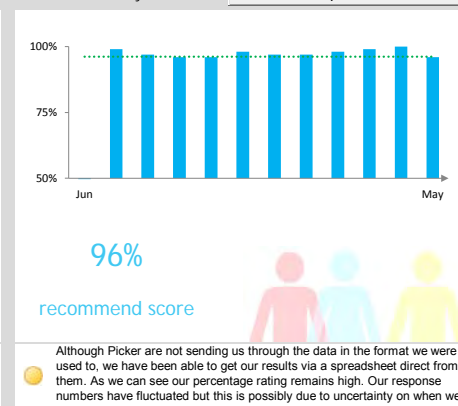 100%
75%
50%
Jun
May
96%
recommend score
Although Picker are not sending us through the data in the format we were
used to, we have been able to get our results via a spreadsheet direct from
them. As we can see our percentage rating remains high. Our response
numbers have fluctuated but this is possibly due to uncertainty on when we